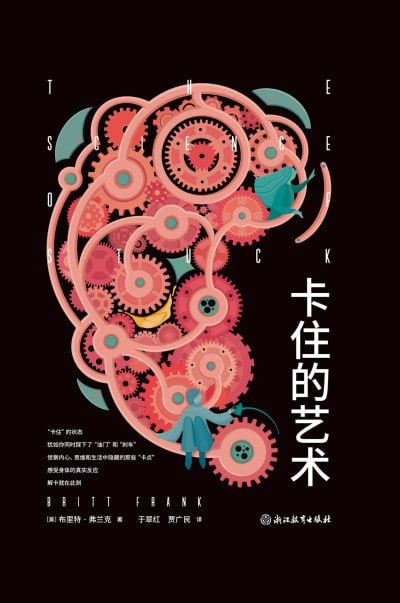 THE
SCIENCE
OF
STUCK
卡住的艺术
“卡住”的状态
犹如你同时踩下了“油门”和“刹车”
觉察内心、思维和生活中隐藏的那些“卡点”
感受身体的真实反应
解卡就在此刻
BRITT FRANK
[美] 布里特·弗兰克 著 于翠红 贾广民 译
浙江教育出版社